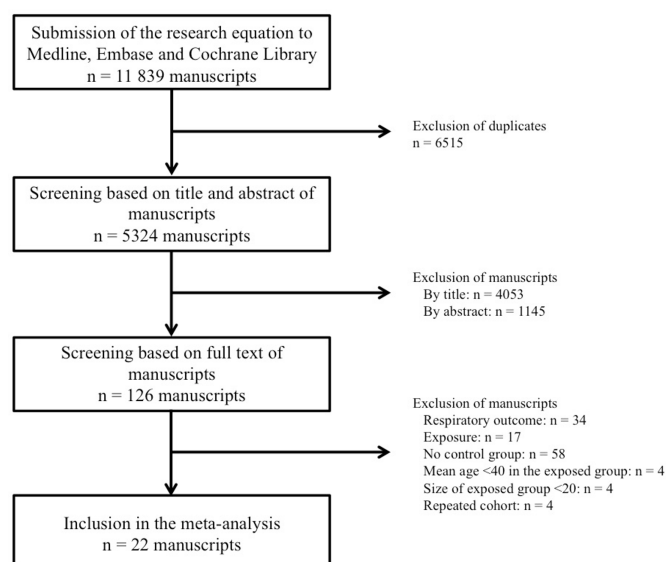 Submission of the research equation to
Medline, Embase and Cochrane Library
n = 11 839 manuscripts
Exclusion of duplicates
n = 6515
Screening based on title and abstract of
manuscripts
n = 5324 manuscripts
Exclusion of manuscripts
By title: n = 4053
By abstract: n = 1145
Screening based on full text of
manuscripts
n = 126 manuscripts
Exclusion of manuscripts
Respiratory outcome: n = 34
Exposure: n = 17
No control group: n = 58
Mean age <40 in the exposed group: n = 4
Size of exposed group <20: n = 4
Repeated cohort: n = 4
Inclusion in the meta-analysis
n = 22 manuscripts